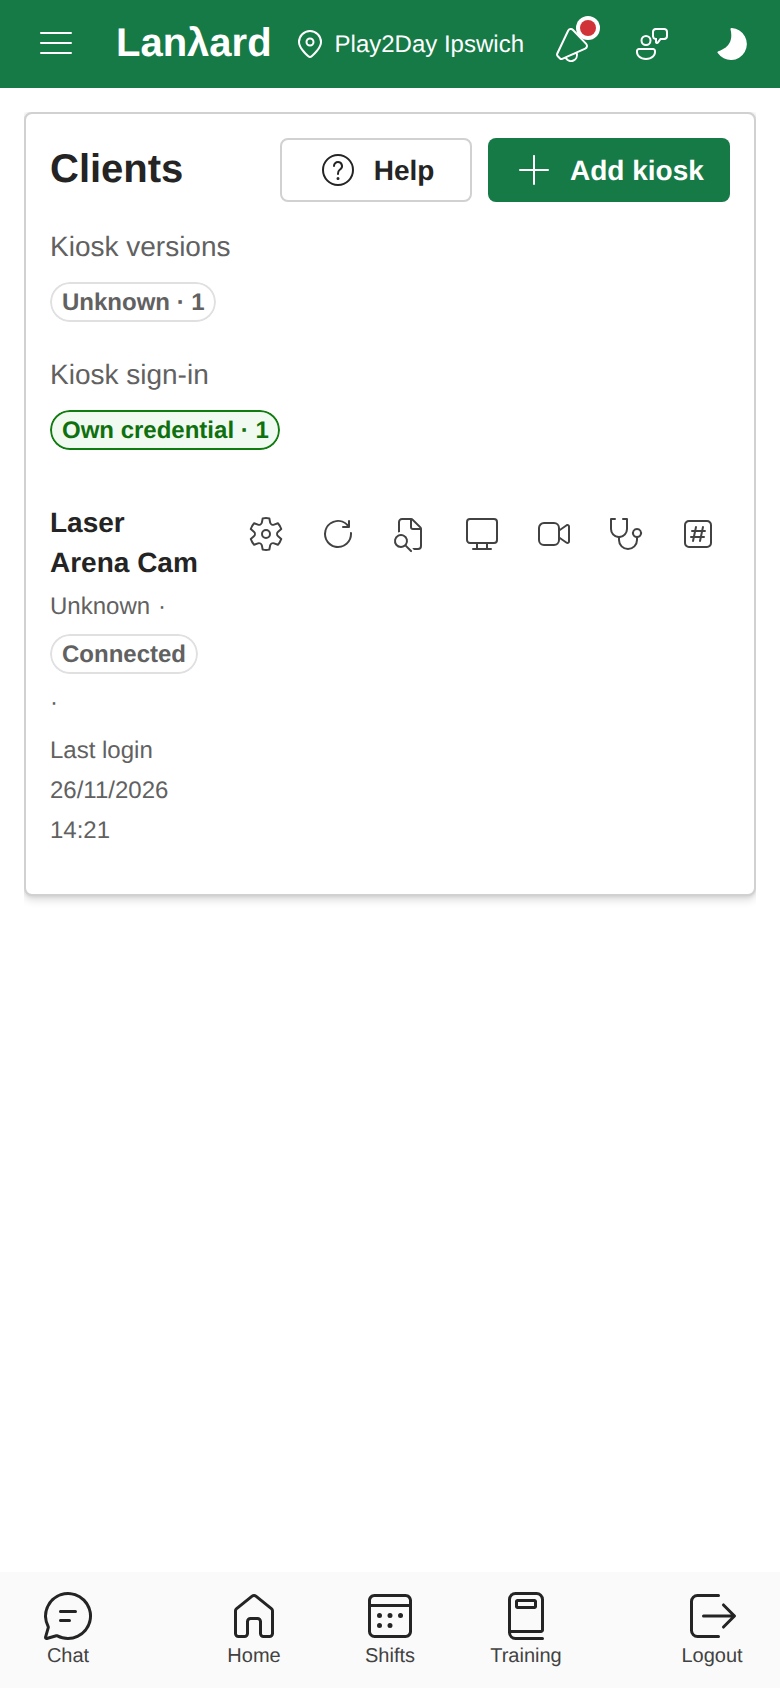 Lanλard
Play2Day Ipswich
Clients
Help
Add kiosk
Kiosk versions
Unknown · 1
Kiosk sign-in
Own credential · 1
Laser
Arena Cam
Unknown ·
Connected
·
Last login
26/11/2026
14:21
Chat
Home
Shifts
Training
Logout